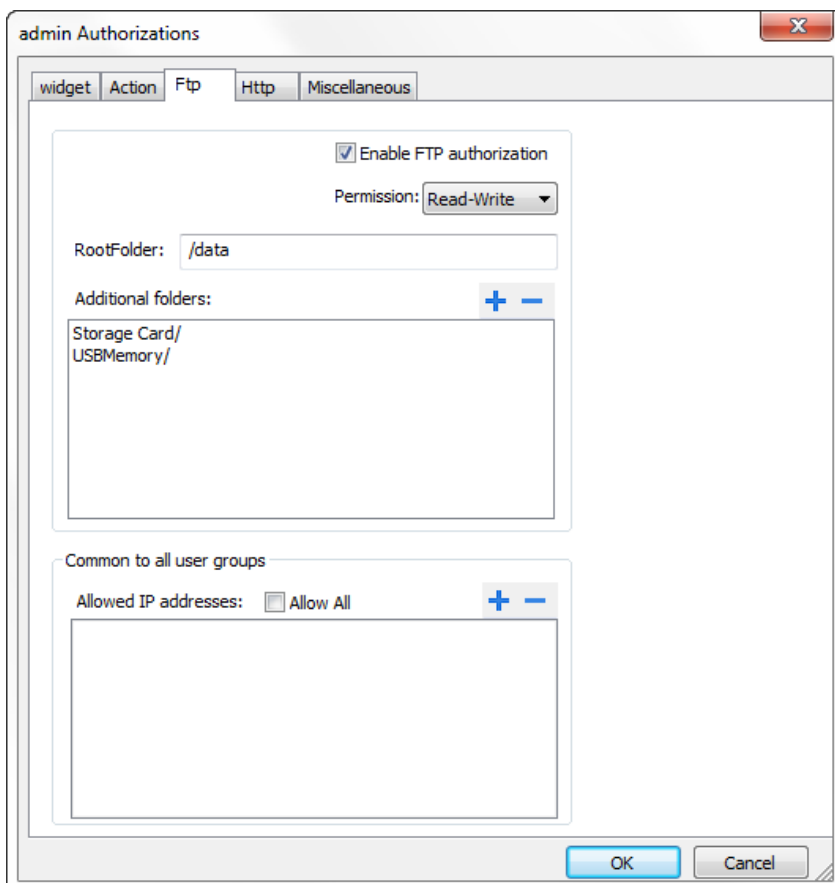 admin Authorizations
widget Action Ftp Http Miscellaneous
Enable FTP authorization
Permission: Read-Write
RootFolder: /data
Additional folders:
Storage Card/
USBMemory/
Common to all user groups
Allowed IP addresses: Allow All
OK Cancel